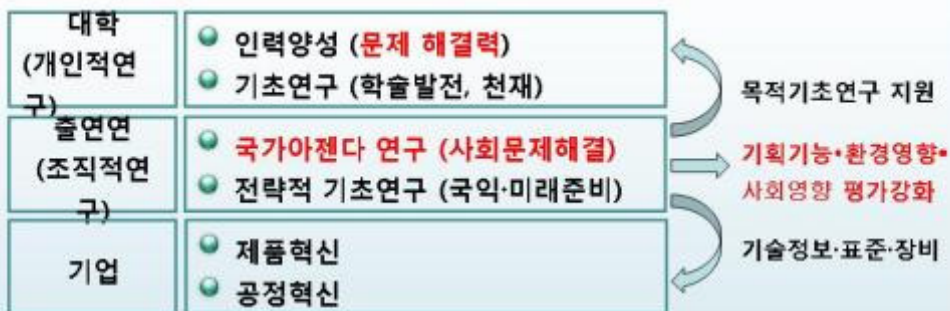 대학
(개인적연
구)
인력양성 (문제 해결력)
기초연구 (학술발전, 천재)
목적기초연구 지원
출연연
(조직적연
구)
국가아젠다 연구 (사회문제해결)
전략적 기초연구 (국익·미래준비)
기획기능·환경영향·
사회영향 평가강화
기업
제품혁신
공정혁신
기술정보·표준·장비